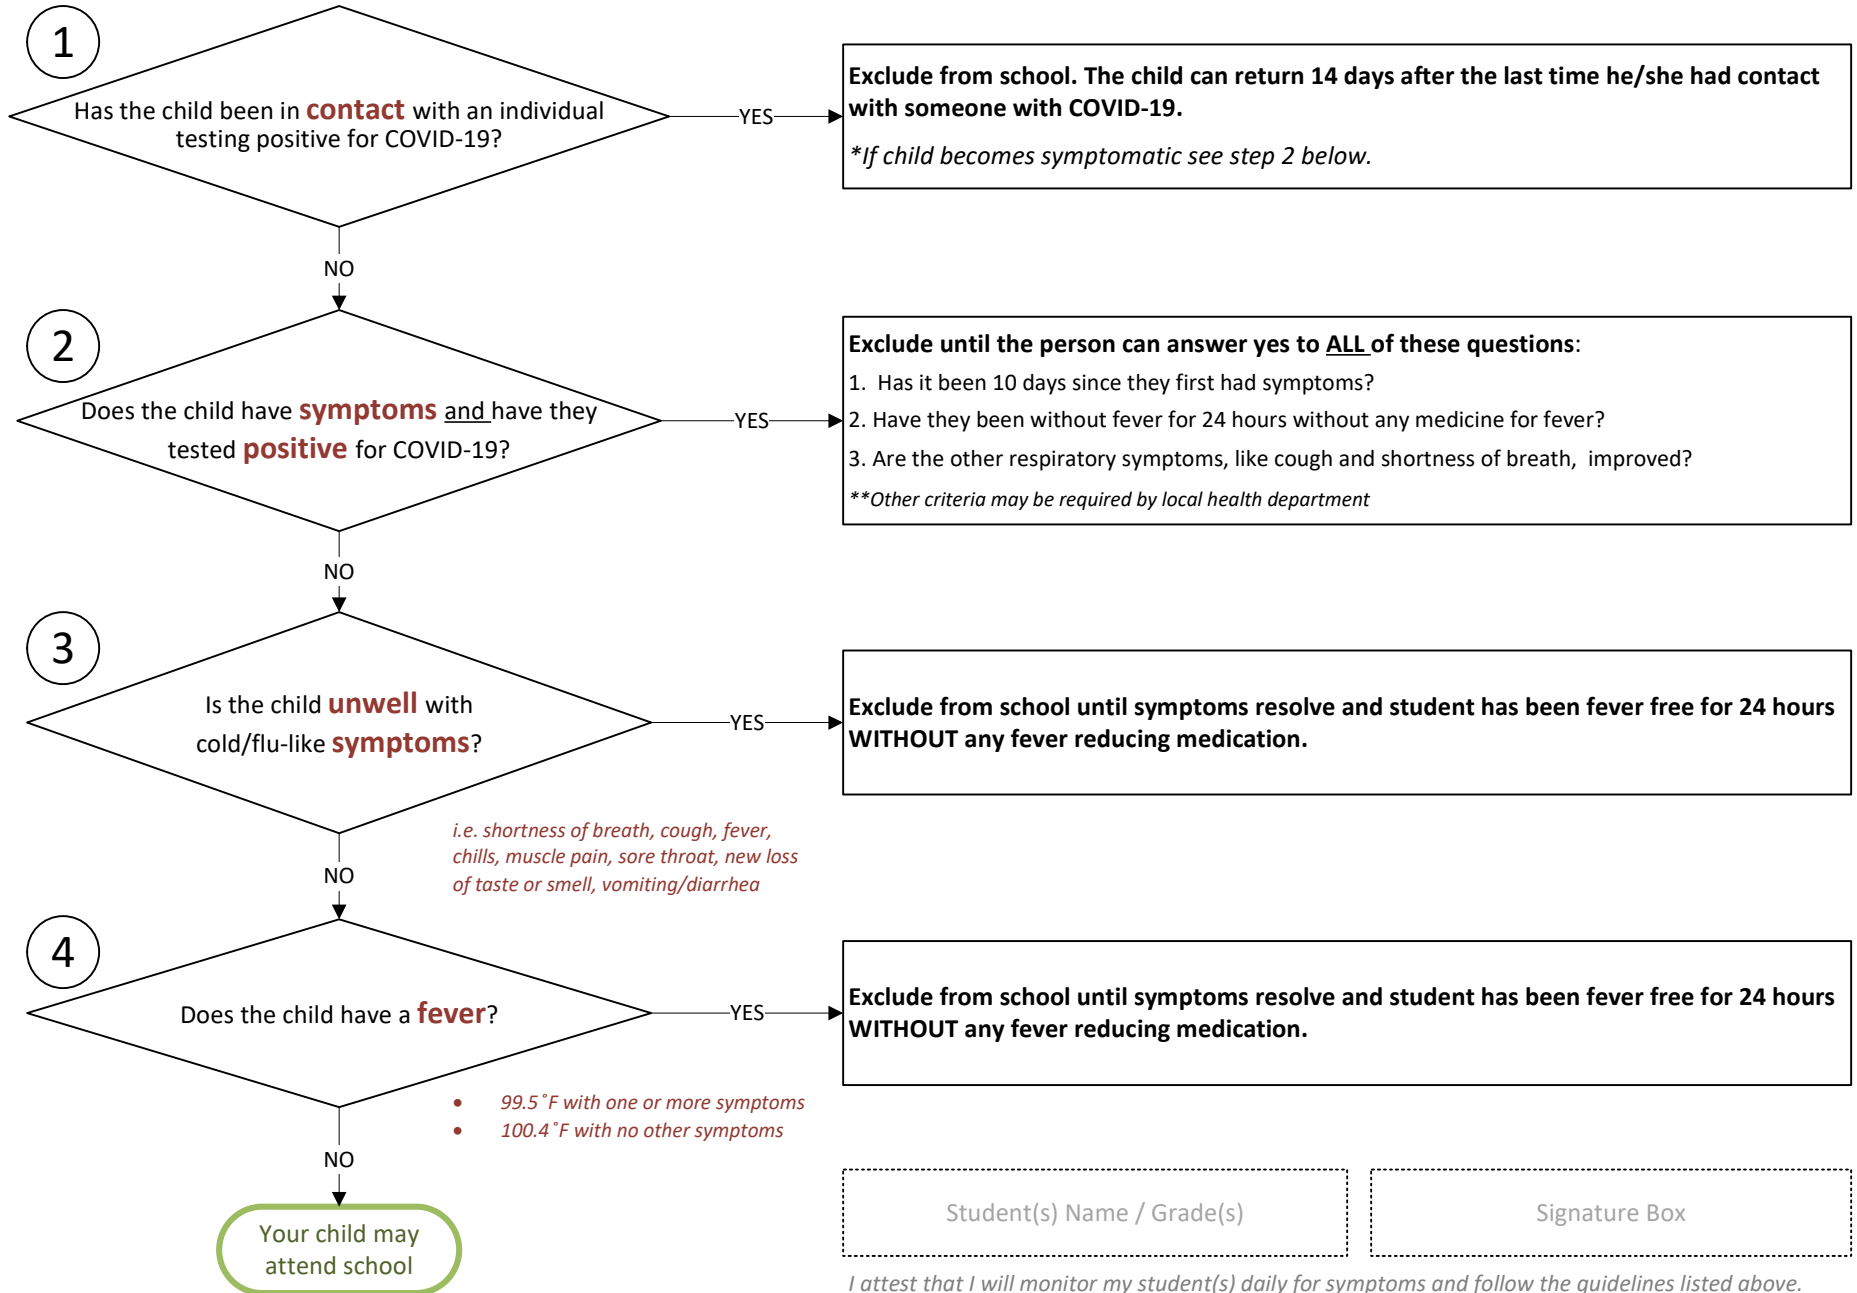 1
Has the child been in contact with an individual
testing positive for COVID-19?
YES
Exclude from school. The child can return 14 days after the last time he/she had contact
with someone with COVID-19.
*If child becomes symptomatic see step 2 below.
NO
2
Does the child have symptoms and have they
tested positive for COVID-19?
YES
Exclude until the person can answer yes to ALL of these questions:
1. Has it been 10 days since they first had symptoms?
2. Have they been without fever for 24 hours without any medicine for fever?
3. Are the other respiratory symptoms, like cough and shortness of breath, improved?
**Other criteria may be required by local health department
NO
3
Is the child unwell with
cold/flu-like symptoms?
YES
Exclude from school until symptoms resolve and student has been fever free for 24 hours
WITHOUT any fever reducing medication.
i.e. shortness of breath, cough, fever,
chills, muscle pain, sore throat, new loss
of taste or smell, vomiting/diarrhea
NO
4
Does the child have a fever?
YES
Exclude from school until symptoms resolve and student has been fever free for 24 hours
WITHOUT any fever reducing medication.
• 99.5˚F with one or more symptoms
• 100.4˚F with no other symptoms
NO
Your child may
attend school
Student(s) Name / Grade(s)
Signature Box
I attest that I will monitor my student(s) daily for symptoms and follow the guidelines listed above.